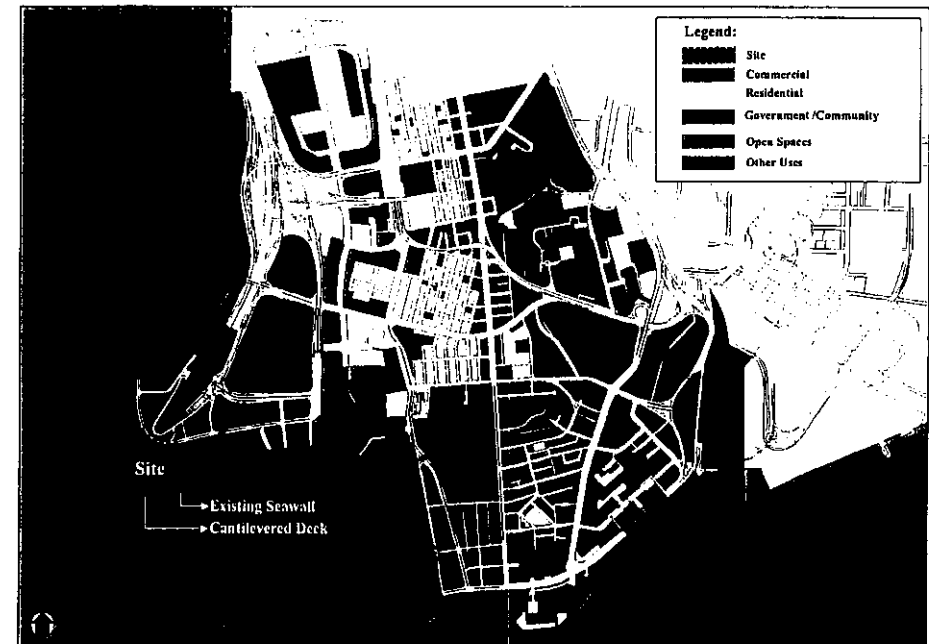 Legend:
Site
Commercial
Residential
Government /Community
Open Spaces
Other Uses
Site
Existing Seawall
Cantilevered Deck